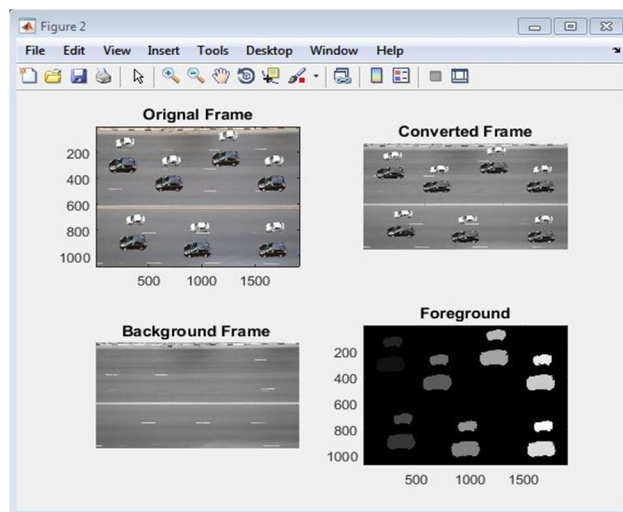 Figure 2
File Edit View Insert Tools Desktop Window Help
Orignal Frame
200
400
600
800
1000
500 1000 1500
Converted Frame
Background Frame
Foreground
200
400
600
800
1000
500 1000 1500